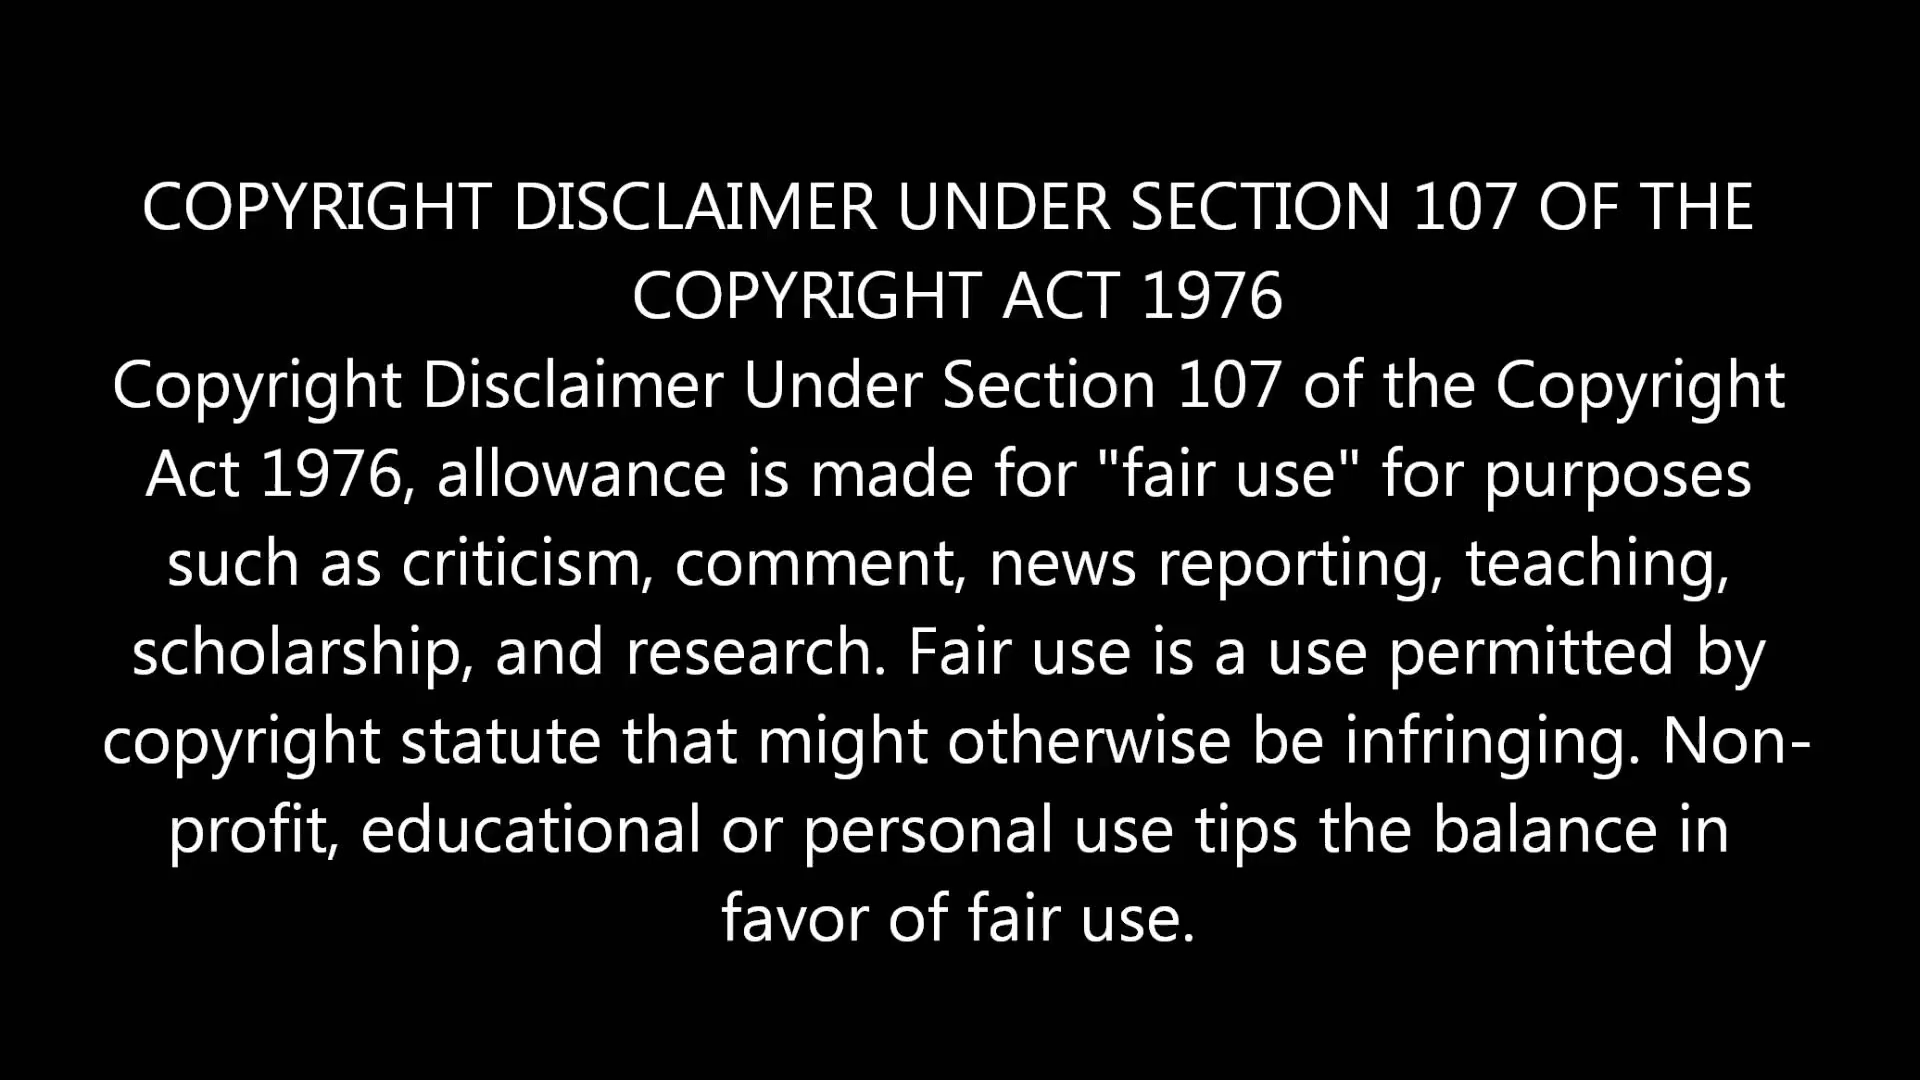 COPYRIGHT DISCLAIMER UNDER SECTION 107 OF THE
COPYRIGHT ACT 1976
Copyright Disclaimer Under Section 107 of the Copyright
Act 1976, allowance is made for "fair use" for purposes
such as criticism, comment, news reporting, teaching,
scholarship, and research. Fair use is a use permitted by
copyright statute that might otherwise be infringing. Non-
profit, educational or personal use tips the balance in
favor of fair use.